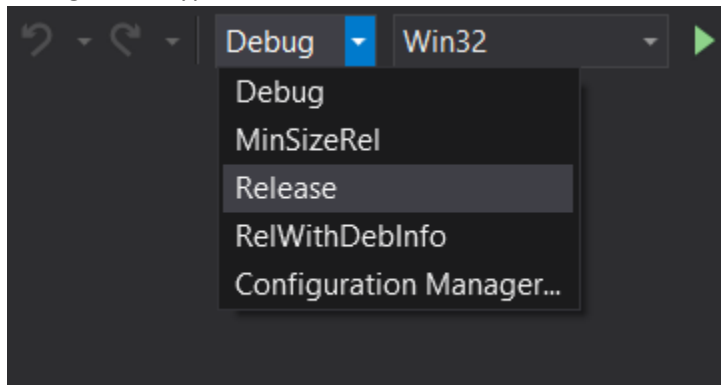 Debug Win32
Debug
MinSizeRel
Release
RelWithDebInfo
Configuration Manager...